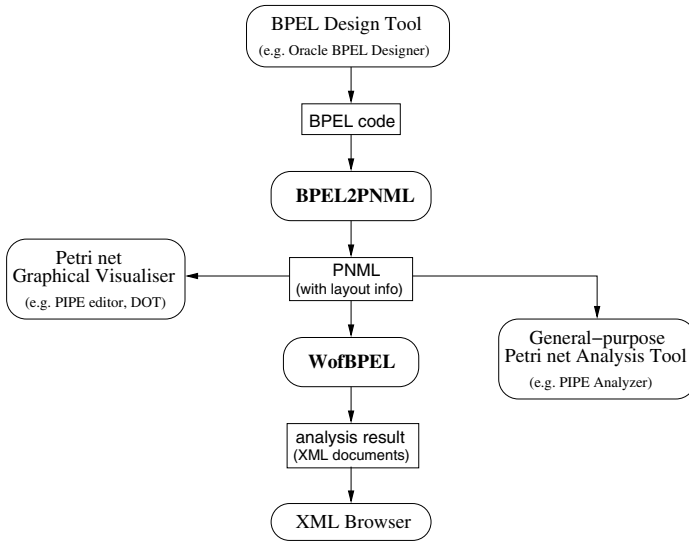 BPEL Design Tool
(e.g. Oracle BPEL Designer)
BPEL code
BPEL2PNML
Petri net
Graphical Visualiser
(e.g. PIPE editor, DOT)
PNML
(with layout info)
General−purpose
Petri net Analysis Tool
(e.g. PIPE Analyzer)
WofBPEL
analysis result
(XML documents)
XML Browser